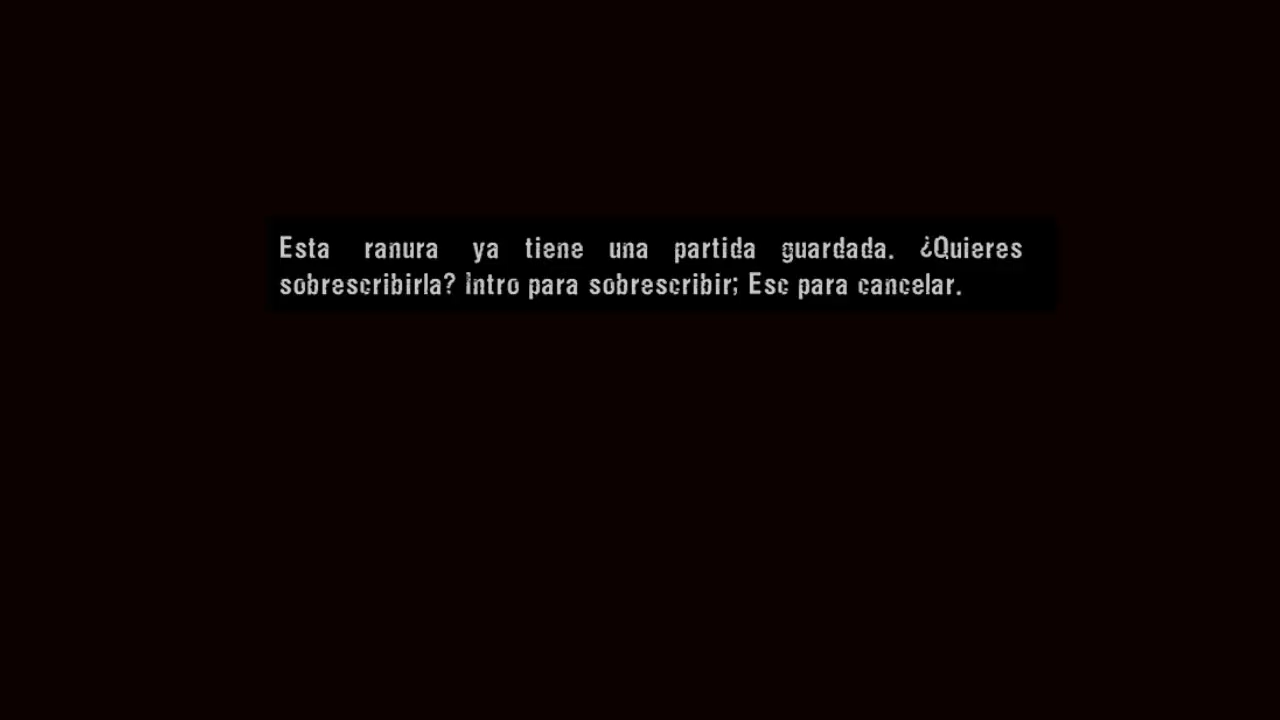 Esta ranura ya tiene una partida guardada. ¿Quieres
sobrescribirla? Intro para sobrescribir; Esc para cancelar.